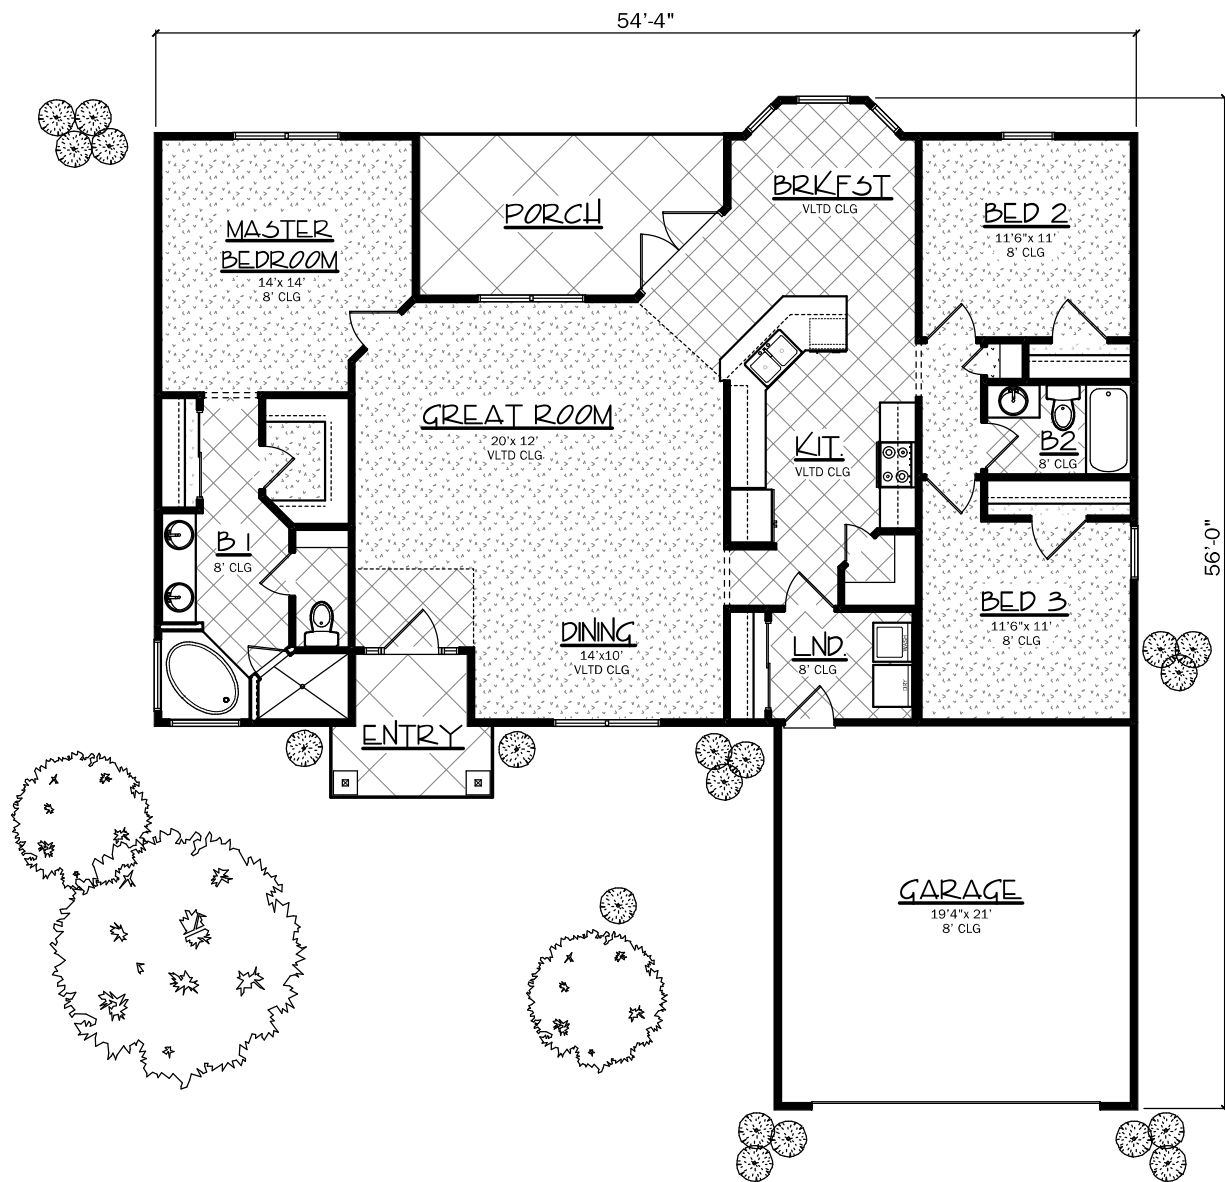 54'-4"
BRKFST
VLTD CLG
PORCH
BED 2
11'6"x 11'
8' CLG
MASTER
BEDROOM
14'x 14'
8' CLG
GREAT ROOM
20'x 12'
VLTD CLG
KIT.
VLTD CLG
B2
8' CLG
B 1
8' CLG
56'-0"
BED 3
11'6"x 11'
8' CLG
DINING
14'x10'
VLTD CLG
LND.
8' CLG
WASH
DRY
ENTRY
GARAGE
19'4"x 21'
8' CLG